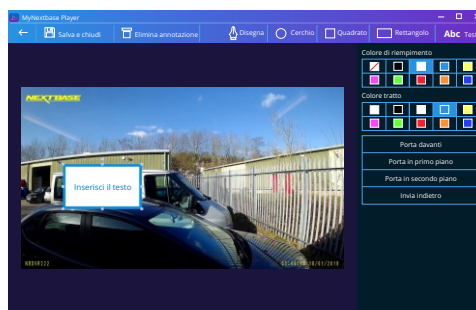 MyNextbase Player
Salva e chiudi
Elimina annotazione
Disegna
Cerchio
Quadrato
Rettangolo
Abc Test
Colore di riempimento
NEXTBASE
Colore tratto
Inserisci il testo
Porta davanti
Porta in primo piano
Porta in secondo piano
Invia indietro